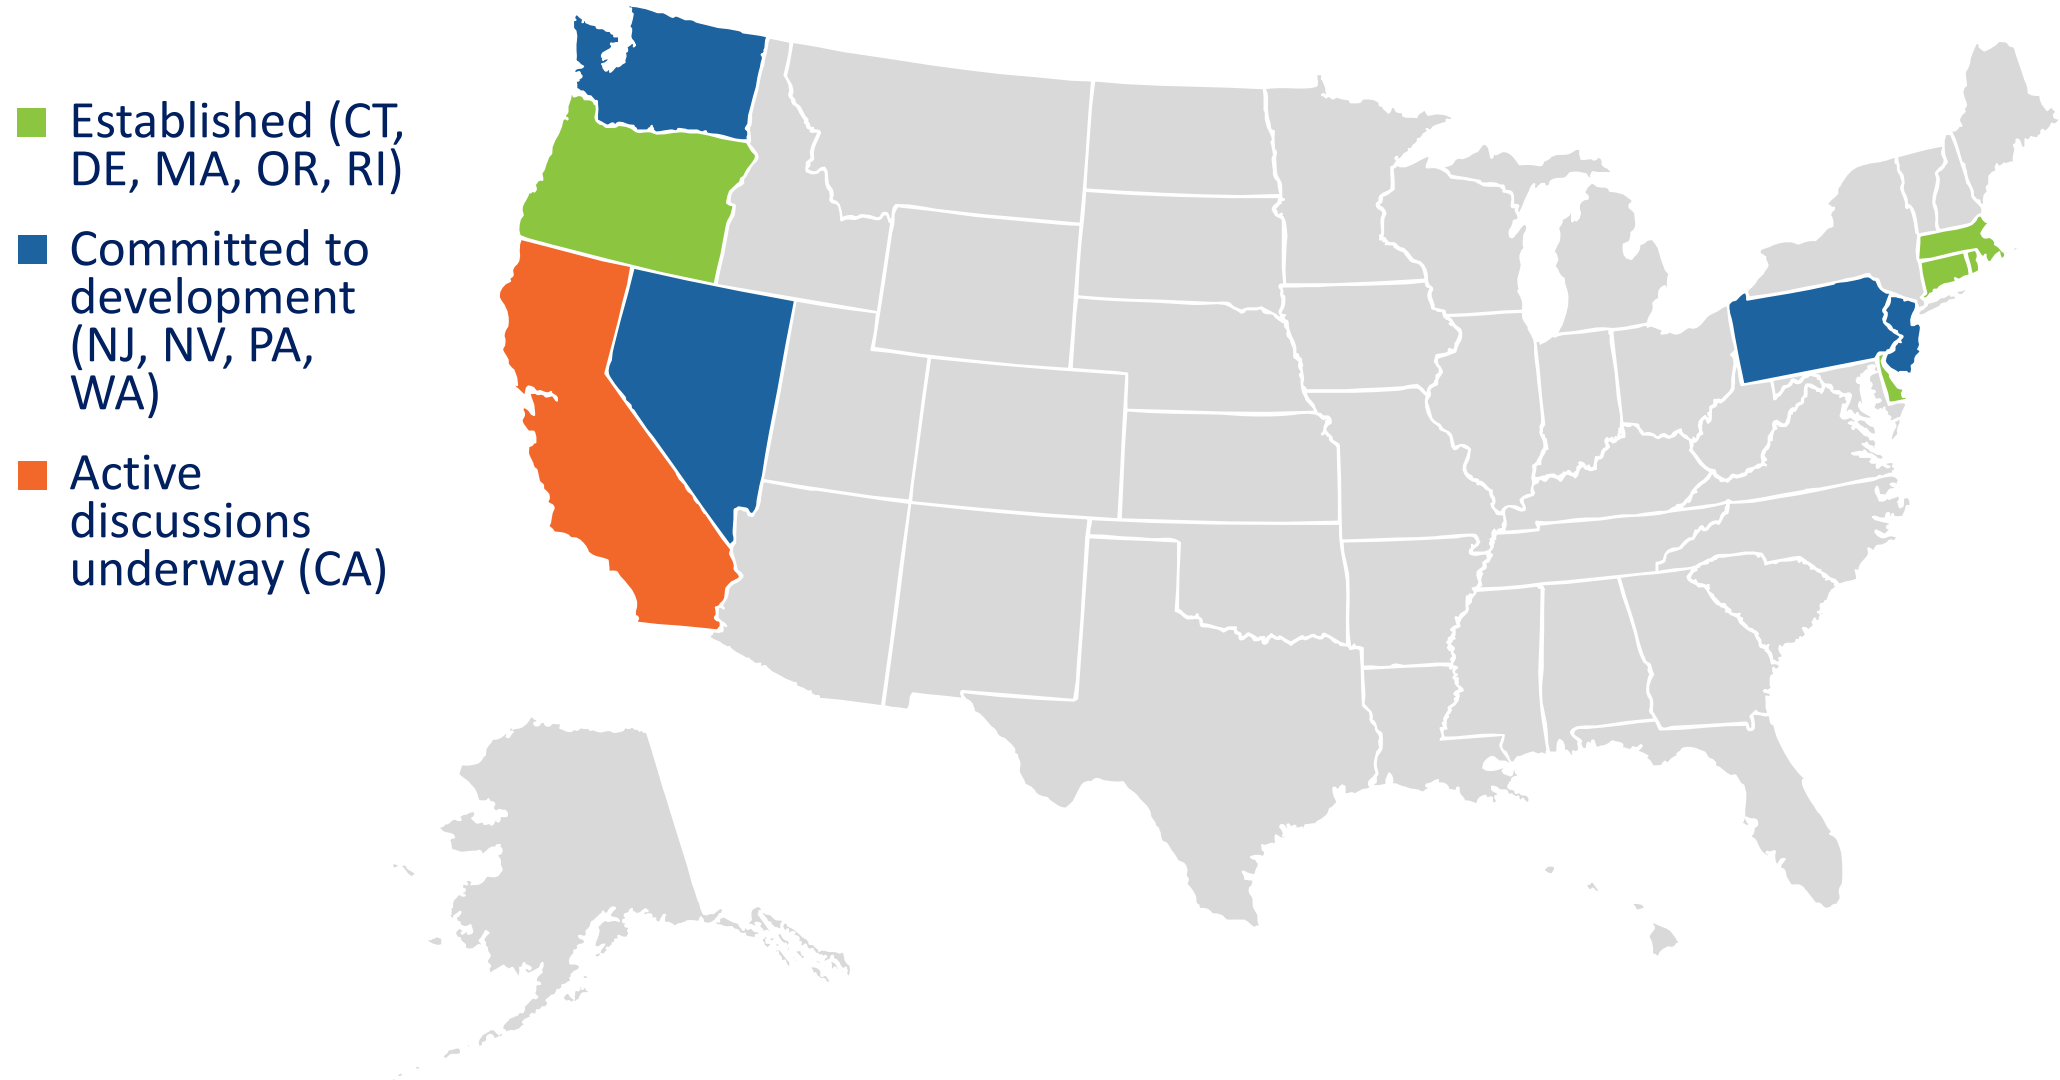 Established (CT,
DE, MA, OR, RI)
Committed to
development
(NJ, NV, PA,
WA)
Active
discussions
underway (CA)